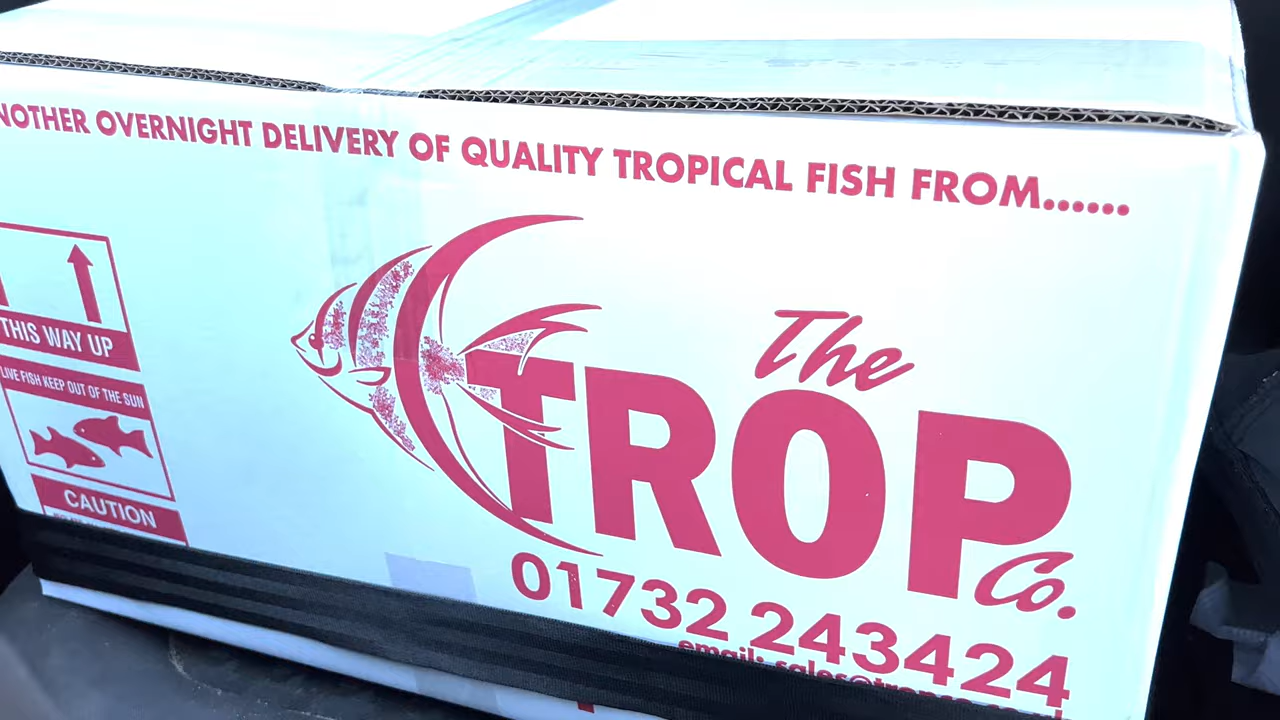 NOTHER OVERNIGHT DELIVERY OF QUALITY TROPICAL FISH FROM......
THIS WAY UP
LIVE FISH KEEP OUT OF THE SUN
CAUTION
The
TROP
Co.
01732 243424
email: